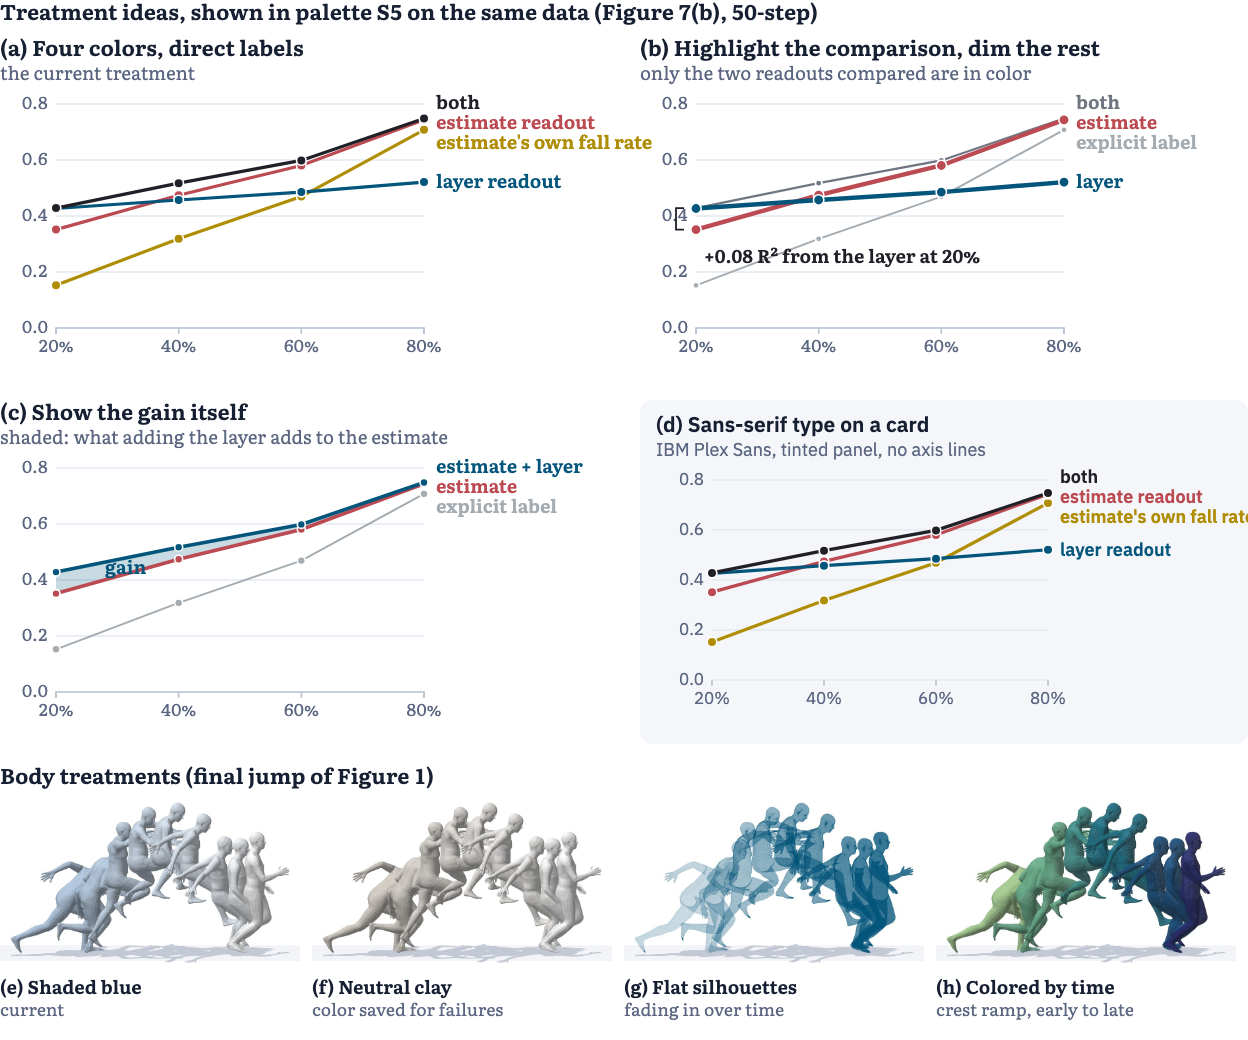 Treatment ideas, shown in palette S5 on the same data (Figure 7(b), 50-step)
(a) Four colors, direct labels
the current treatment
0.8
0.6
0.4
0.2
0.0
20%
40%
60%
80%
both
estimate readout
estimate's own fall rate
layer readout
(b) Highlight the comparison, dim the rest
only the two readouts compared are in color
0.8
0.6
0.4
0.2
0.0
20%
40%
60%
80%
both
estimate
explicit label
layer
+0.08 R² from the layer at 20%
(c) Show the gain itself
shaded: what adding the layer adds to the estimate
0.8
0.6
0.4
0.2
0.0
20%
40%
60%
80%
estimate + layer
estimate
explicit label
gain
(d) Sans-serif type on a card
IBM Plex Sans, tinted panel, no axis lines
0.8
0.6
0.4
0.2
0.0
20%
40%
60%
80%
both
estimate readout
estimate's own fall rate
layer readout
Body treatments (final jump of Figure 1)
(e) Shaded blue
current
(f) Neutral clay
color saved for failures
(g) Flat silhouettes
fading in over time
(h) Colored by time
crest ramp, early to late